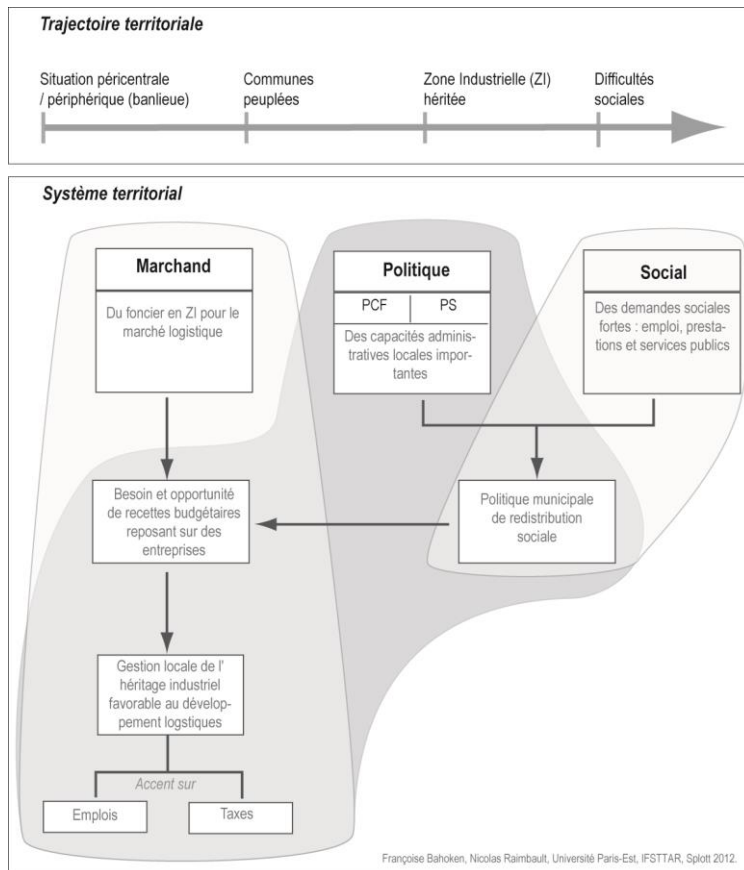 Trajectoire territoriale
Situation péricentrale
/ périphérique (banlieue)
Communes
peuplées
Zone Industrielle (ZI)
héritée
Difficultés
sociales
Système territorial
Marchand
Du foncier en ZI pour le
marché logistique
Politique
PCF
PS
Des capacités adminis-
tratives locales impor-
tantes
Social
Des demandes sociales
fortes : emploi, presta-
tions et services publics
Besoin et opportunité
de recettes budgétaires
reposant sur des
entreprises
Politique municipale
de redistribution
sociale
Gestion locale de l'
héritage industriel
favorable au dévelop-
pement logstiques
Accent sur
Emplois
Taxes
Françoise Bahoken, Nicolas Raimbault, Université Paris-Est, IFSTTAR, Splott 2012.